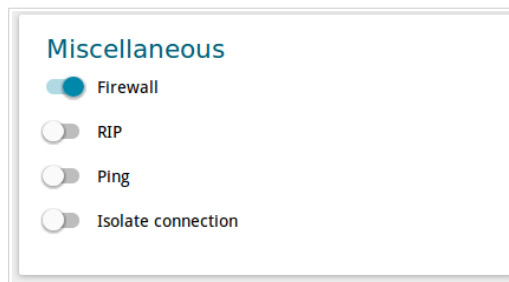 Miscellaneous
Firewall
RIP
Ping
Isolate connection